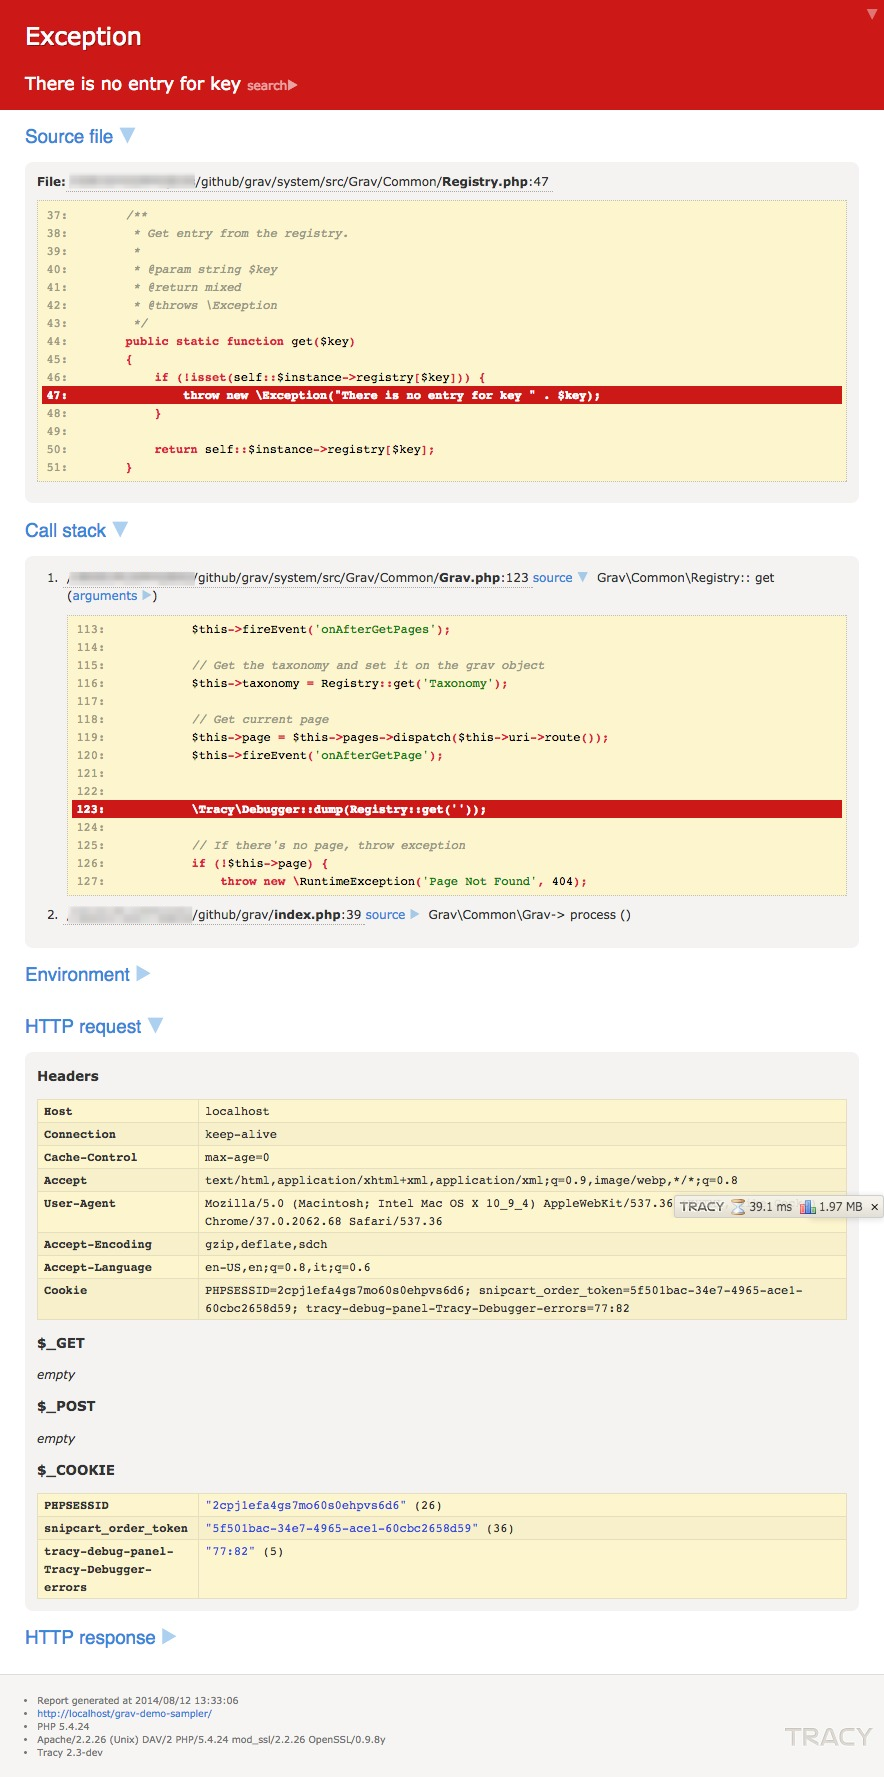 Exception
There is no entry for key search▶
Source file ▼
File: /github/grav/system/src/Grav/Common/Registry.php:47
37: /**
38: * Get entry from the registry.
39: *
40: * @param string $key
41: * @return mixed
42: * @throws \Exception
43: */
44: public static function get($key)
45: {
46: if (!isset(self::$instance->registry[$key])) {
47: throw new \Exception("There is no entry for key " . $key);
48: }
49:
50: return self::$instance->registry[$key];
51: }
Call stack ▼
1. /github/grav/system/src/Grav/Common/Grav.php:123 source ▼ Grav\Common\Registry:: get
(arguments ▶)
113: $this->fireEvent('onAfterGetPages');
114:
115: // Get the taxonomy and set it on the grav object
116: $this->taxonomy = Registry::get('Taxonomy');
117:
118: // Get current page
119: $this->page = $this->pages->dispatch($this->uri->route());
120: $this->fireEvent('onAfterGetPage');
121:
122:
123: \Tracy\Debugger::dump(Registry::get(''));
124:
125: // If there's no page, throw exception
126: if (!$this->page) {
127: throw new \RuntimeException('Page Not Found', 404);
2. /github/grav/index.php:39 source ▶ Grav\Common\Grav-> process ()
Environment ▶
HTTP request ▼
Headers
Host localhost
Connection keep-alive
Cache-Control max-age=0
Accept text/html,application/xhtml+xml,application/xml;q=0.9,image/webp,*/*;q=0.8
User-Agent Mozilla/5.0 (Macintosh; Intel Mac OS X 10_9_4) AppleWebKit/537.36
Chrome/37.0.2062.68 Safari/537.36
TRACY 39.1 ms 1.97 MB ×
Accept-Encoding gzip,deflate,sdch
Accept-Language en-US,en;q=0.8,it;q=0.6
Cookie PHPSESSID=2cpj1efa4gs7mo60s0ehpvs6d6; snipcart_order_token=5f501bac-34e7-4965-ace1-
60cbc2658d59; tracy-debug-panel-Tracy-Debugger-errors=77:82
$_GET
empty
$_POST
empty
$_COOKIE
PHPSESSID "2cpj1efa4gs7mo60s0ehpvs6d6" (26)
snipcart_order_token "5f501bac-34e7-4965-ace1-60cbc2658d59" (36)
tracy-debug-panel- "77:82" (5)
Tracy-Debugger-
errors
HTTP response ▶
Report generated at 2014/08/12 13:33:06
http://localhost/grav-demo-sampler/
PHP 5.4.24
Apache/2.2.26 (Unix) DAV/2 PHP/5.4.24 mod_ssl/2.2.26 OpenSSL/0.9.8y
Tracy 2.3-dev
TRACY